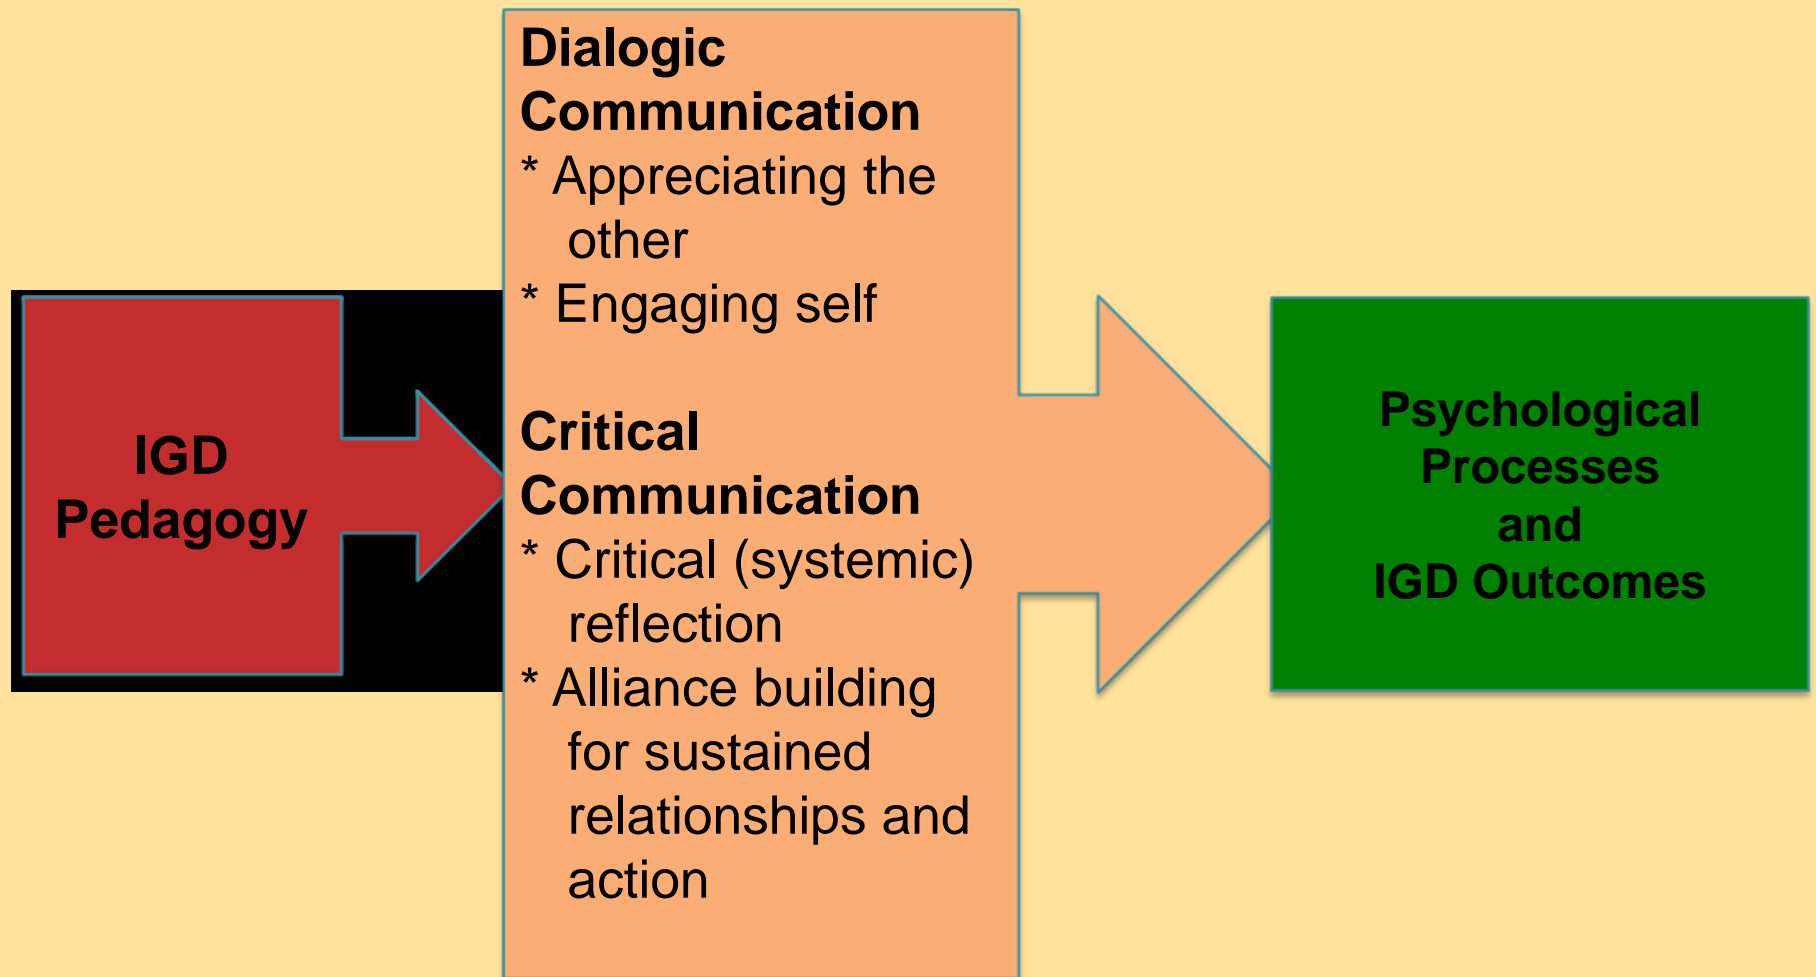 IGD
Pedagogy
Dialogic
Communication
* Appreciating the
other
* Engaging self
Critical
Communication
* Critical (systemic)
reflection
* Alliance building
for sustained
relationships and
action
Psychological
Processes
and
IGD Outcomes